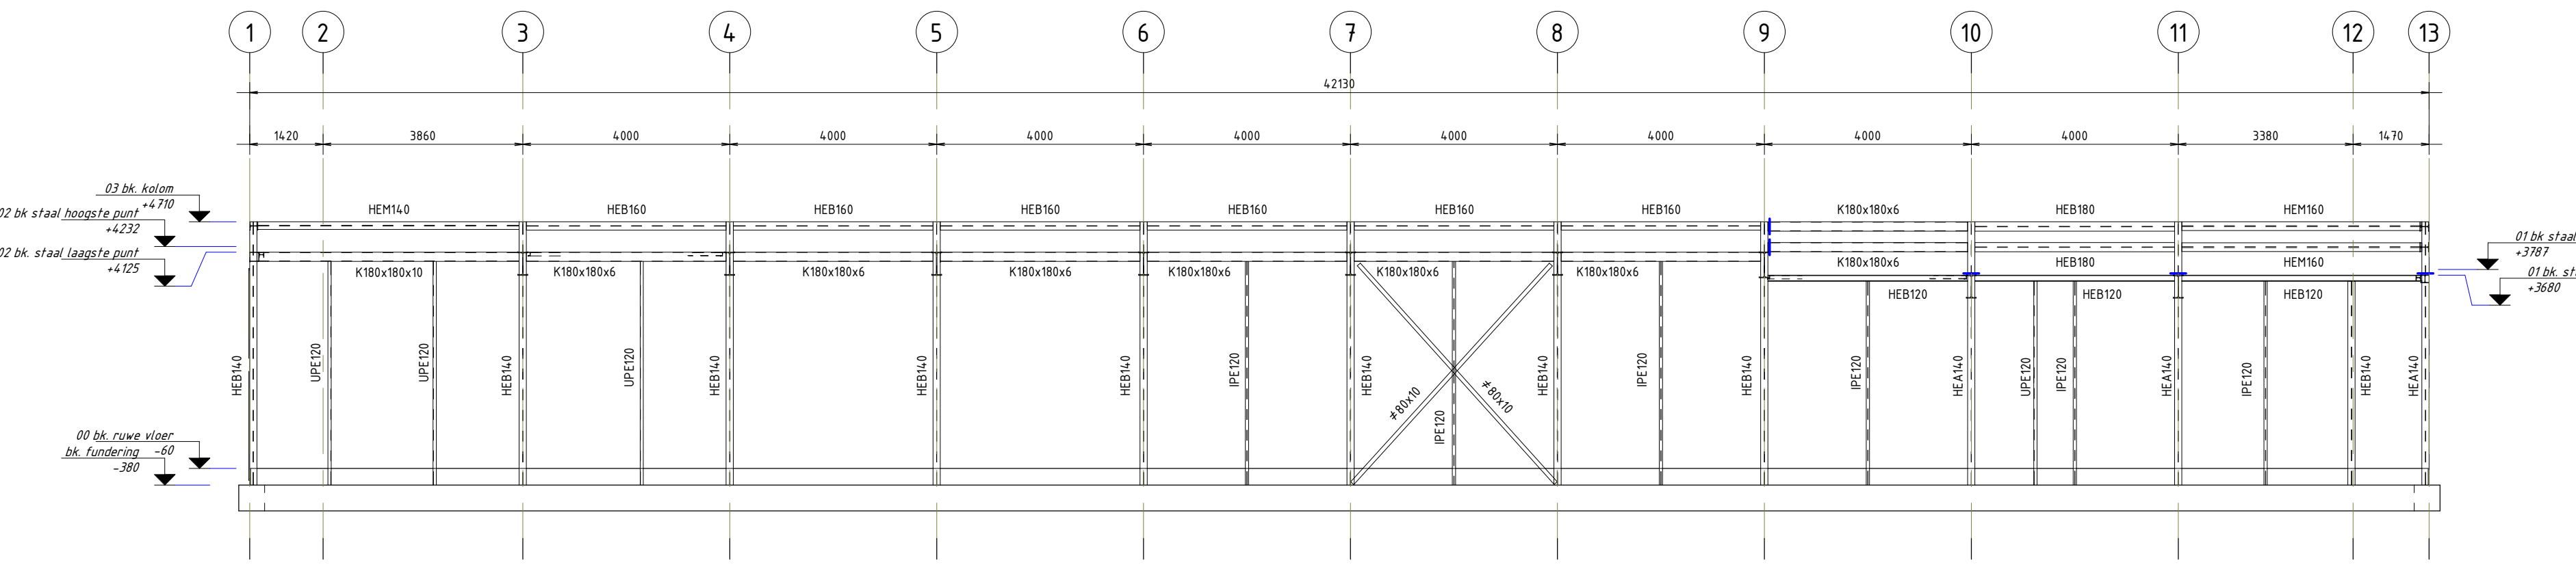 1 2 3 4 5 6 7 8 9 10 11 12 13
42130
1420 3860 4000 4000 4000 4000 4000 4000 4000 4000 3380 1470
03 bk. kolom
+4710
02 bk staal hoogste punt
+4232
02 bk. staal laagste punt
+4125
HEM140 HEB160 HEB160 HEB160 HEB160 HEB160 HEB160 K180x180x6 HEB180 HEM160
01 bk staal
+3787
01 bk.
+3680
K180x180x10 K180x180x6 K180x180x6 K180x180x6 K180x180x6 K180x180x6 K180x180x6 K180x180x6 HEB180 HEM160
HEB120 HEB120 HEB120
HEB140 UPE120 UPE120 HEB140 UPE120 HEB140 HEB140 HEB140 IPE120 HEB140 ≠80x10 IPE120 ≠80x10 HEB140 IPE120 HEB140 IPE120 HEA140 UPE120 IPE120 HEA140 IPE120 HEB140 HEA140
00 bk. ruwe vloer
-60
bk. fundering
-380